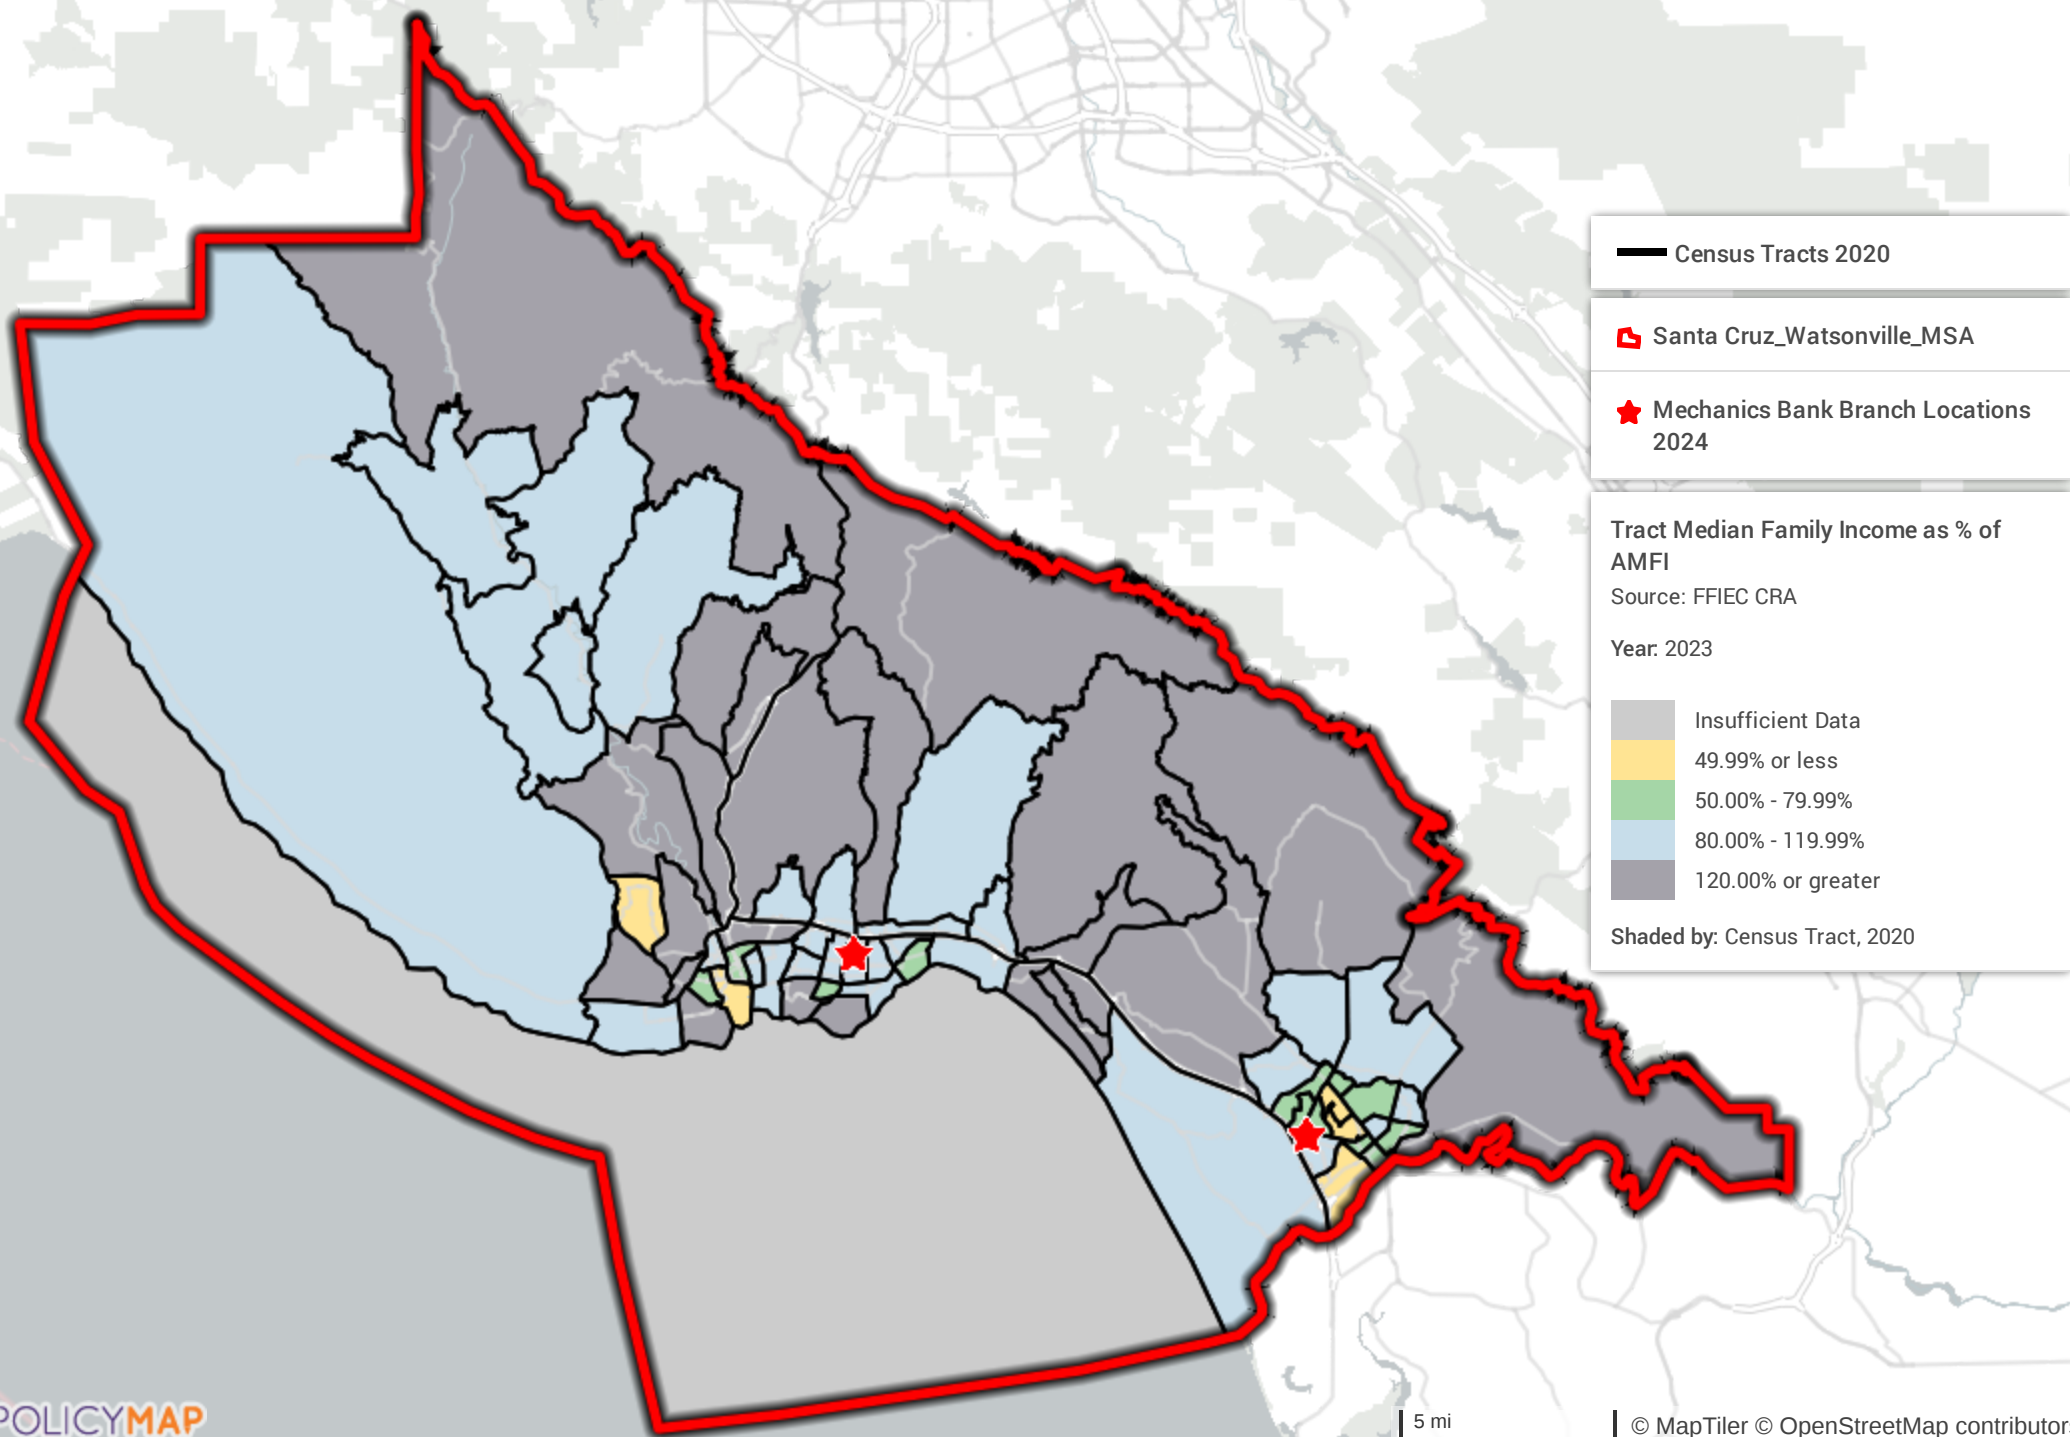 Census Tracts 2020
Santa Cruz_Watsonville_MSA
Mechanics Bank Branch Locations
2024
Tract Median Family Income as % of
AMFI
Source: FFIEC CRA
Year: 2023
Insufficient Data
49.99% or less
50.00% - 79.99%
80.00% - 119.99%
120.00% or greater
Shaded by: Census Tract, 2020
POLICYMAP
5 mi
© MapTiler © OpenStreetMap contributors